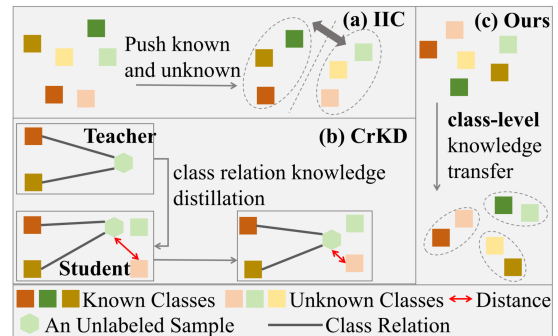 (a) IIC
Push known
and unknown
(c) Ours
class-level
knowledge
transfer
(b) CrKD
Teacher
class relation knowledge
distillation
Student
Known Classes
Unknown Classes
Distance
An Unlabeled Sample
Class Relation